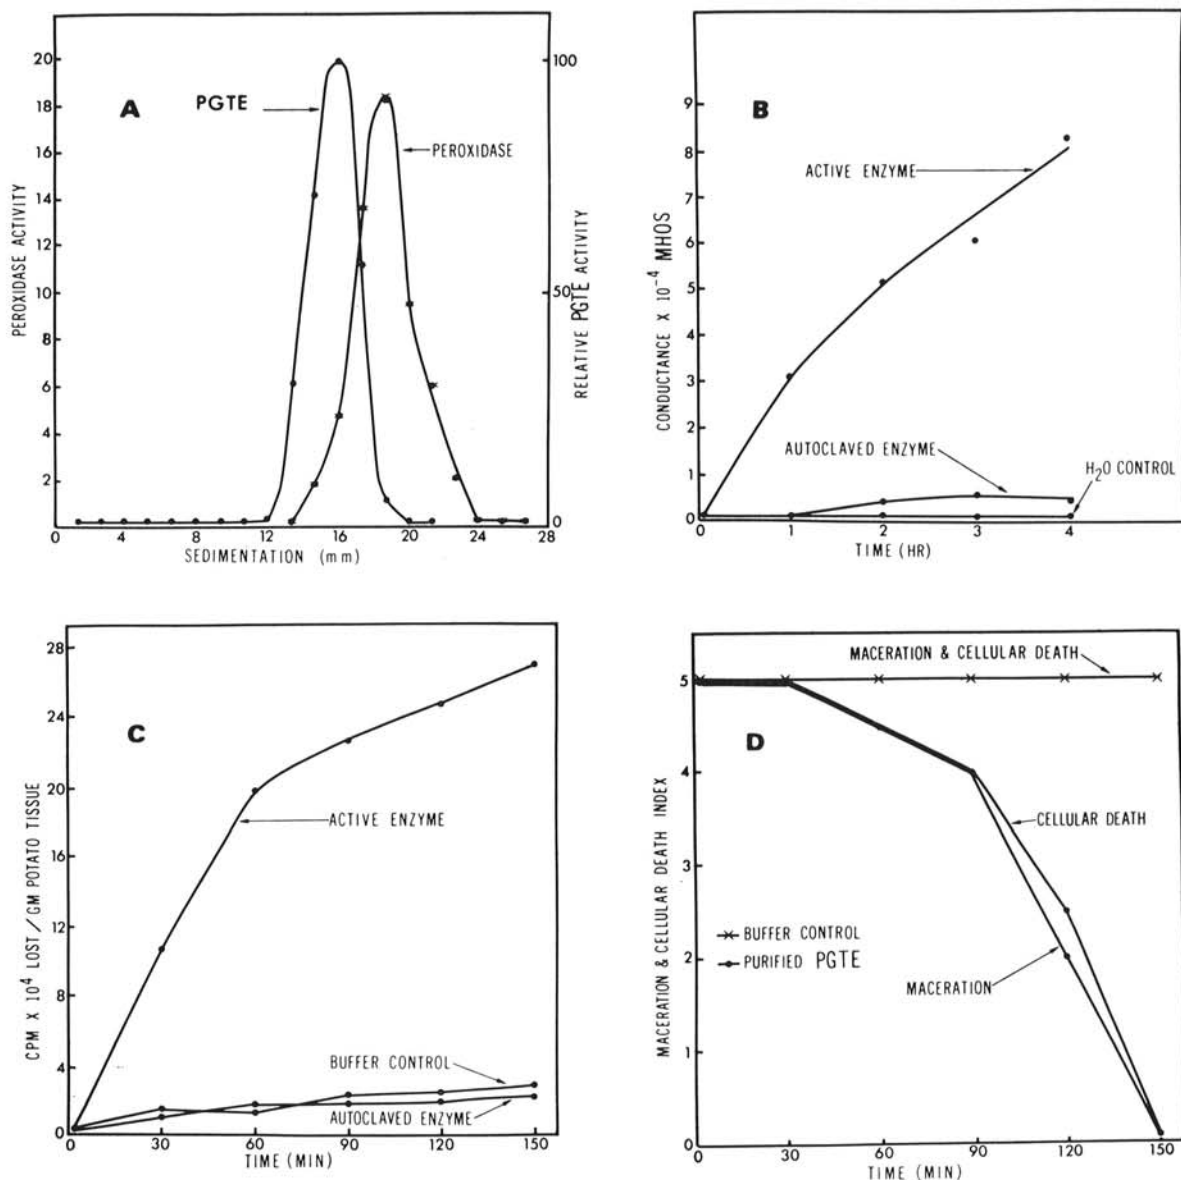 A
PGTE
PEROXIDASE
PEROXIDASE ACTIVITY
20
18
16
14
12
10
8
6
4
2
100
50
0
RELATIVE PGTE ACTIVITY
0 4 8 12 16 20 24 28
SEDIMENTATION (mm)
B
ACTIVE ENZYME
AUTOCLAVED ENZYME
H2O CONTROL
CONDUCTANCE X 10-4 MHOS
9
8
7
6
5
4
3
2
1
0
0 1 2 3 4
TIME (HR)
C
ACTIVE ENZYME
BUFFER CONTROL
AUTOCLAVED ENZYME
CPM X 104 LOST / GM POTATO TISSUE
28
24
20
16
12
8
4
0
0 30 60 90 120 150
TIME (MIN)
MACERATION & CELLULAR DEATH
D
CELLULAR DEATH
BUFFER CONTROL
PURIFIED PGTE
MACERATION
MACERATION & CELLULAR DEATH INDEX
5
4
3
2
1
0
0 30 60 90 120 150
TIME (MIN)